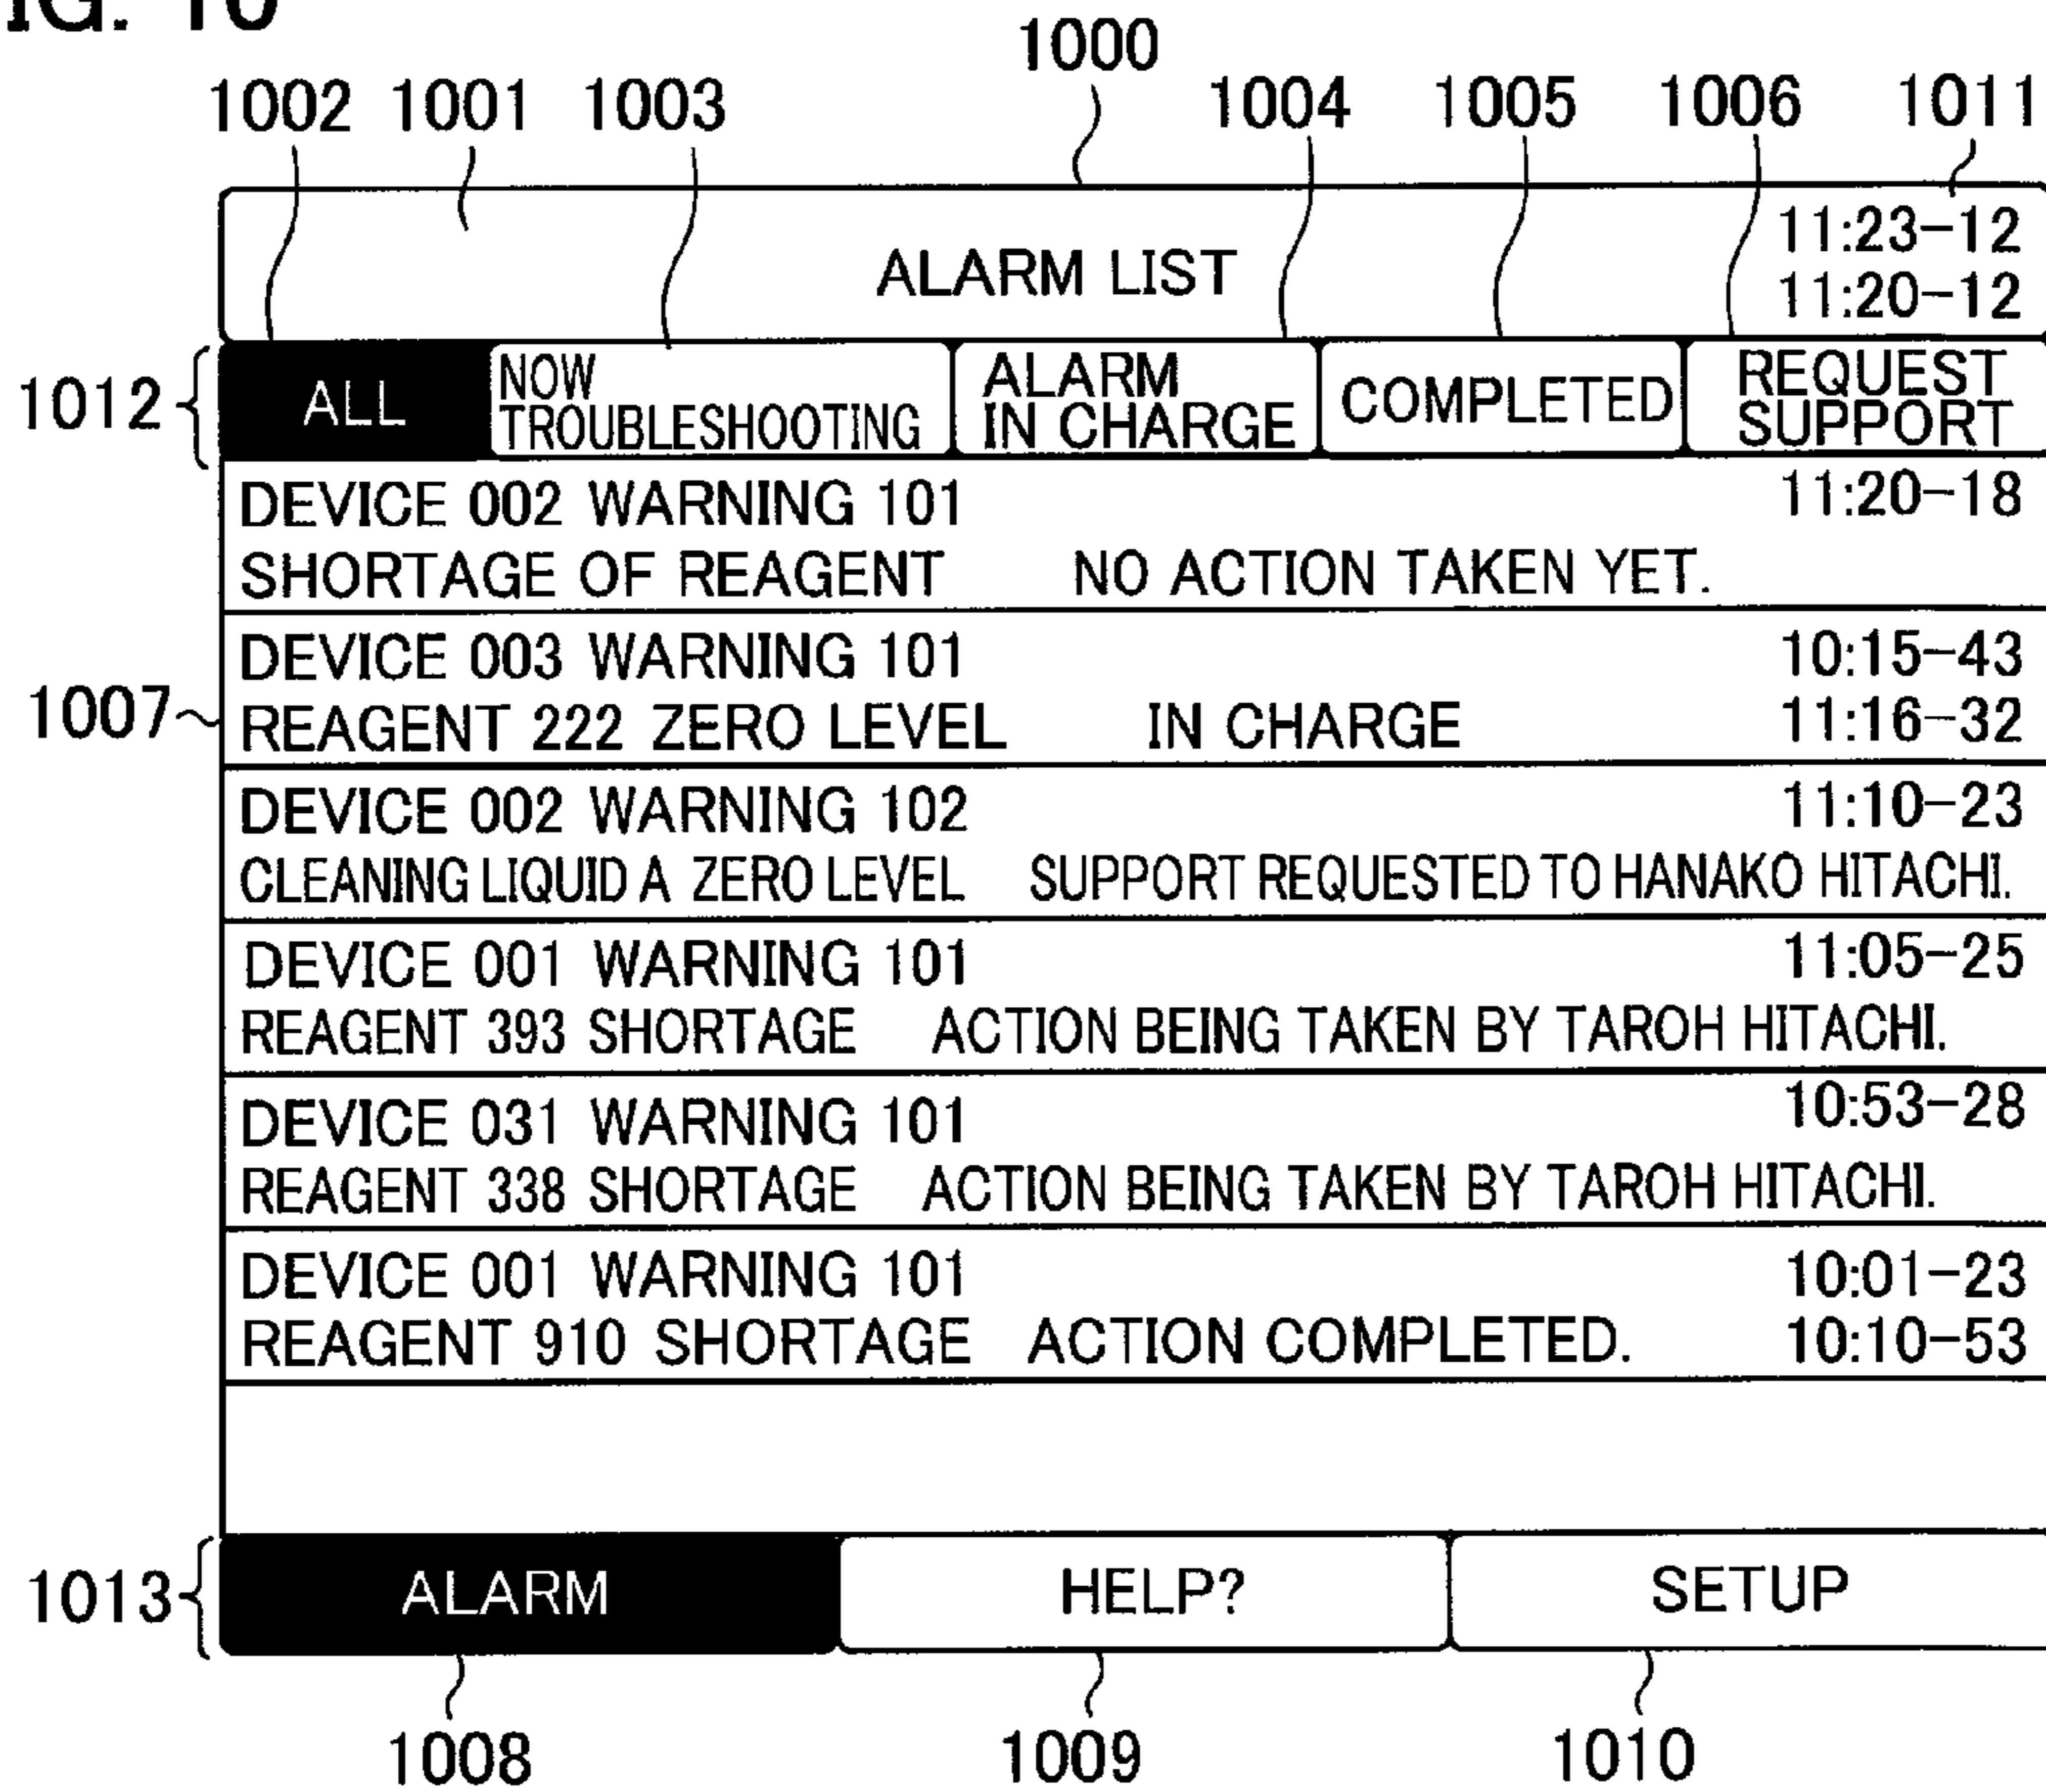 IG. 10
1000
1002 1001 1003 1004 1005 1006 1011
11:23-12
ALARM LIST
11:20-12
1012
ALL
NOW
TROUBLESHOOTING
ALARM
IN CHARGE
COMPLETED
REQUEST
SUPPORT
DEVICE 002 WARNING 101 11:20-18
SHORTAGE OF REAGENT NO ACTION TAKEN YET.
DEVICE 003 WARNING 101 10:15-43
1007
REAGENT 222 ZERO LEVEL IN CHARGE 11:16-32
DEVICE 002 WARNING 102 11:10-23
CLEANING LIQUID A ZERO LEVEL SUPPORT REQUESTED TO HANAKO HITACHI.
DEVICE 001 WARNING 101 11:05-25
REAGENT 393 SHORTAGE ACTION BEING TAKEN BY TAROH HITACHI.
DEVICE 031 WARNING 101 10:53-28
REAGENT 338 SHORTAGE ACTION BEING TAKEN BY TAROH HITACHI.
DEVICE 001 WARNING 101 10:01-23
REAGENT 910 SHORTAGE ACTION COMPLETED. 10:10-53
1013
ALARM HELP? SETUP
1008 1009 1010